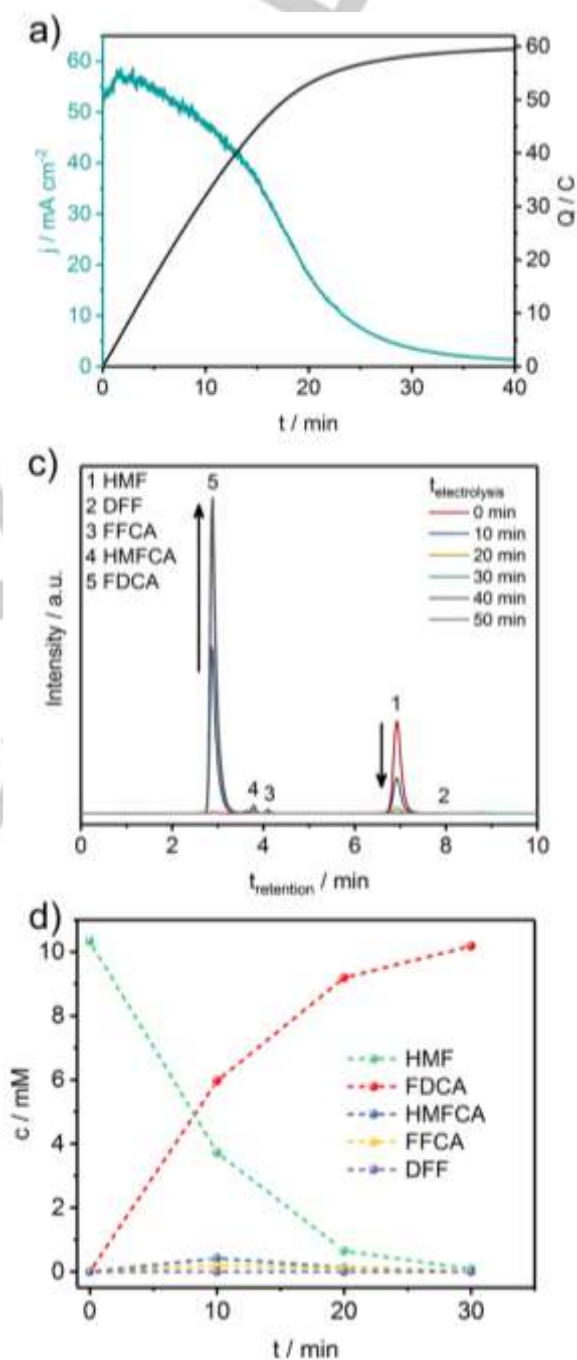 a)
60
50
40
30
20
10
0
j / mA cm⁻²
60
50
40
30
20
10
0
Q / C
0 10 20 30 40
t / min
c)
1 HMF
2 DFF
3 FFCA
4 HMFCA
5 FDCA
5
t electrolysis
0 min
10 min
20 min
30 min
40 min
50 min
4 3
1
2
Intensity / a.u.
0 2 4 6 8 10
t retention / min
d)
10
8
6
4
2
0
c / mM
HMF
FDCA
HMFCA
FFCA
DFF
0 10 20 30
t / min